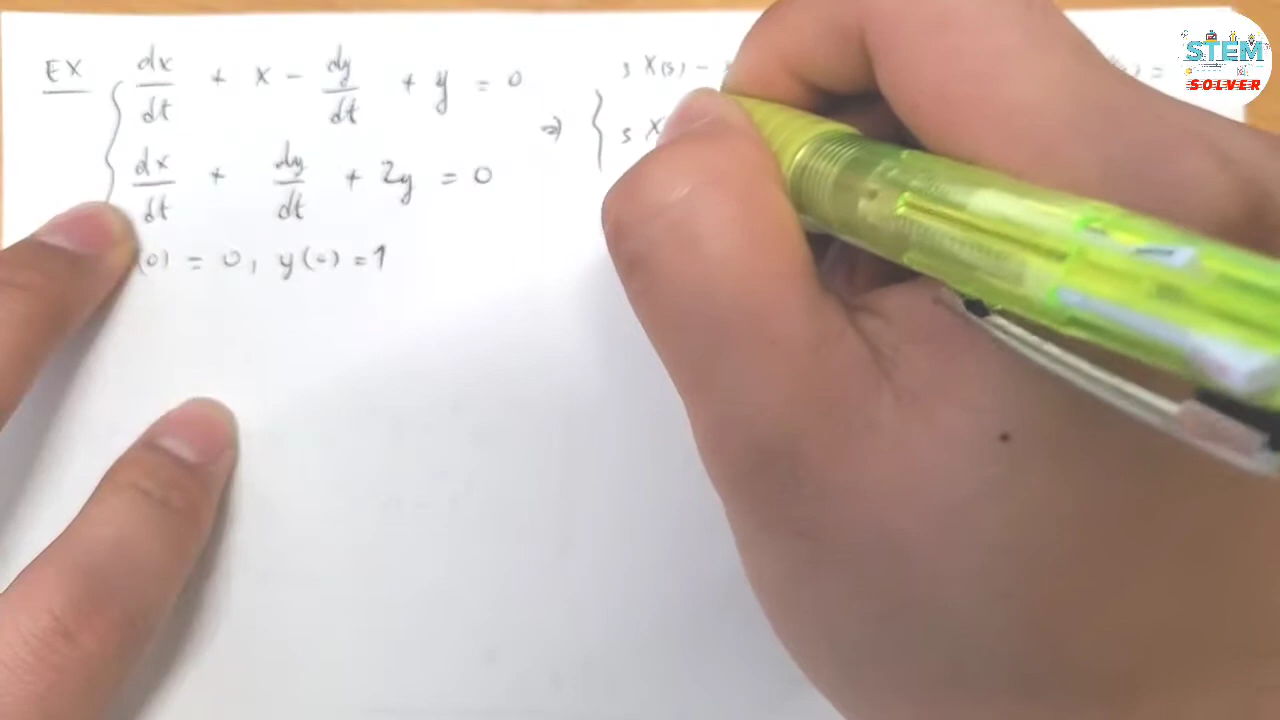 EX dx/dt + x - dy/dt + y = 0
dx/dt + dy/dt + 2y = 0
(0) = 0, y(0) = 1
s X(s) -
=> { s X
STEM
SOLVER